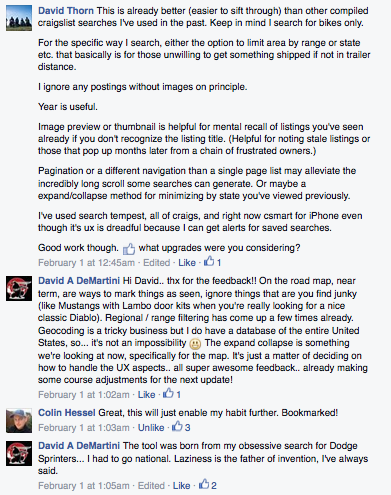 David Thorn This is already better (easier to sift through) than other compiled
craigslist searches I've used in the past. Keep in mind I search for bikes only.
For the specific way I search, either the option to limit area by range or state
etc. that basically is for those unwilling to get something shipped if not in trailer
distance.
I ignore any postings without images on principle.
Year is useful.
Image preview or thumbnail is helpful for mental recall of listings you've seen
already if you don't recognize the listing title. (Helpful for noting stale listings or
those that pop up months later from a chain of frustrated owners.)
Pagination or a different navigation than a single page list may alleviate the
incredibly long scroll some searches can generate. Or maybe a
expand/collapse method for minimizing by state you've viewed previously.
I've used search tempest, all of craigs, and right now csmart for iPhone even
though it's ux is dreadful because I can get alerts for saved searches.
Good work though. 👍 what upgrades were you considering?
February 1 at 12:45am · Edited · Like · 👍 1
David A DeMartini Hi David.. thx for the feedback!! On the road map, near
term, are ways to mark things as seen, ignore things that are you find junky
(like Mustangs with Lambo door kits when you're really looking for a nice
classic Diablo). Regional / range filtering has come up a few times already.
Geocoding is a tricky business but I do have a database of the entire United
States, so... it's not an impossibility 😀 The expand collapse is something
we're looking at now, specifically for the map. It's just a matter of deciding on
how to handle the UX aspects.. all super awesome feedback.. already making
some course adjustments for the next update!
February 1 at 1:02am · Like · 👍 1
Colin Hessel Great, this will just enable my habit further. Bookmarked!
February 1 at 1:03am · Unlike · 👍 3
David A DeMartini The tool was born from my obsessive search for Dodge
Sprinters... I had to go national. Laziness is the father of invention, I've always
said.
February 1 at 1:05am · Edited · Like · 👍 2